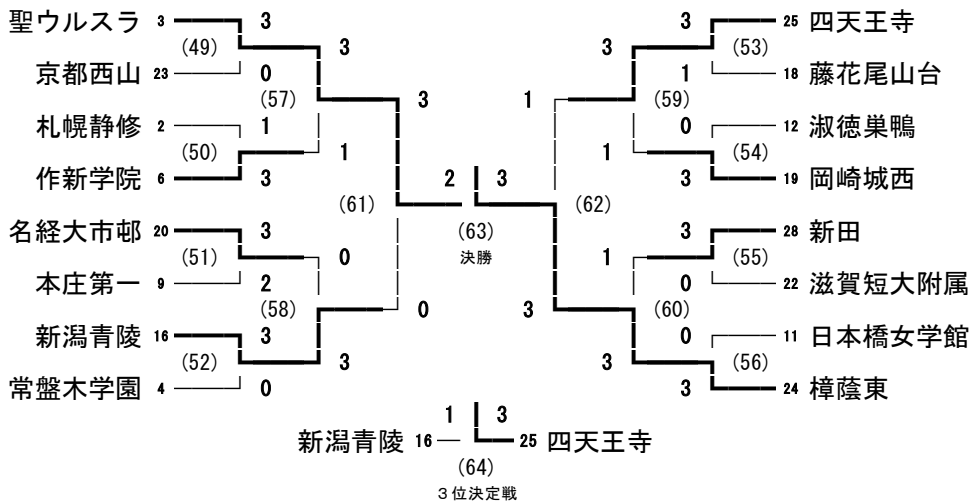 聖ウルスラ 3 3 3 25 四天王寺
(49) 3 3 (53)
京都西山 23 0 1 18 藤花尾山台
(57) 3 1 (59)
札幌静修 2 1 0 12 淑徳巣鴨
(50) 1 1 (54)
作新学院 6 3 2 3 3 19 岡崎城西
(61) (62)
名経大市邨 20 3 (63) 3 28 新田
(51) 0 決勝 1 (55)
本庄第一 9 2 0 22 滋賀短大附属
(58) 0 3 (60)
新潟青陵 16 3 0 11 日本橋女学館
(52) 3 3 (56)
常盤木学園 4 0 3 24 樟蔭東
1 3
新潟青陵 16 25 四天王寺
(64)
3位決定戦